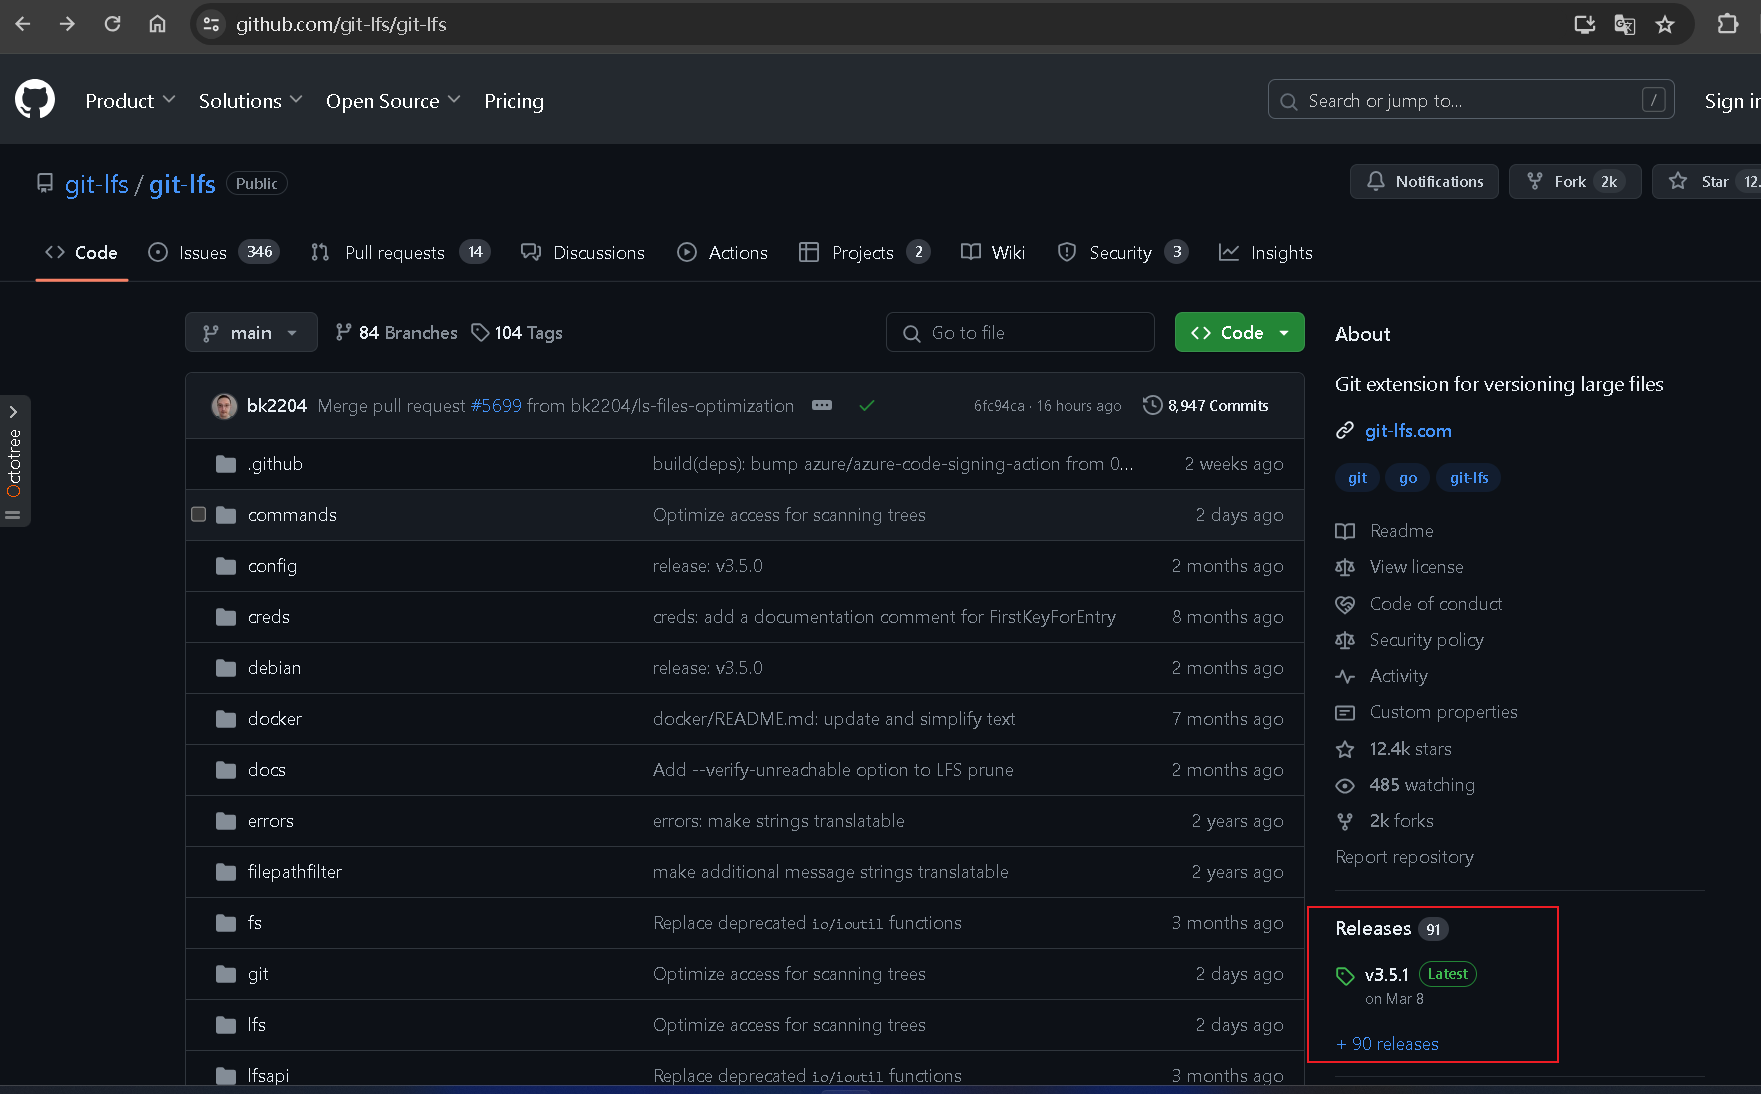 github.com/git-lfs/git-lfs
Product Solutions Open Source Pricing Search or jump to... / Sign in
git-lfs / git-lfs Public Notifications Fork 2k Star 12.
Code Issues 346 Pull requests 14 Discussions Actions Projects 2 Wiki Security 3 Insights
main 84 Branches 104 Tags Go to file Code
bk2204 Merge pull request #5699 from bk2204/ls-files-optimization 6fc94ca · 16 hours ago 8,947 Commits
.github build(deps): bump azure/azure-code-signing-action from 0... 2 weeks ago
commands Optimize access for scanning trees 2 days ago
config release: v3.5.0 2 months ago
creds creds: add a documentation comment for FirstKeyForEntry 8 months ago
debian release: v3.5.0 2 months ago
docker docker/README.md: update and simplify text 7 months ago
docs Add --verify-unreachable option to LFS prune 2 months ago
errors errors: make strings translatable 2 years ago
filepathfilter make additional message strings translatable 2 years ago
fs Replace deprecated io/ioutil functions 3 months ago
git Optimize access for scanning trees 2 days ago
lfs Optimize access for scanning trees 2 days ago
lfsapi Replace deprecated io/ioutil functions 3 months ago
Octotree
About
Git extension for versioning large files
git-lfs.com
git go git-lfs
Readme
View license
Code of conduct
Security policy
Activity
Custom properties
12.4k stars
485 watching
2k forks
Report repository
Releases 91
v3.5.1 Latest
on Mar 8
+ 90 releases